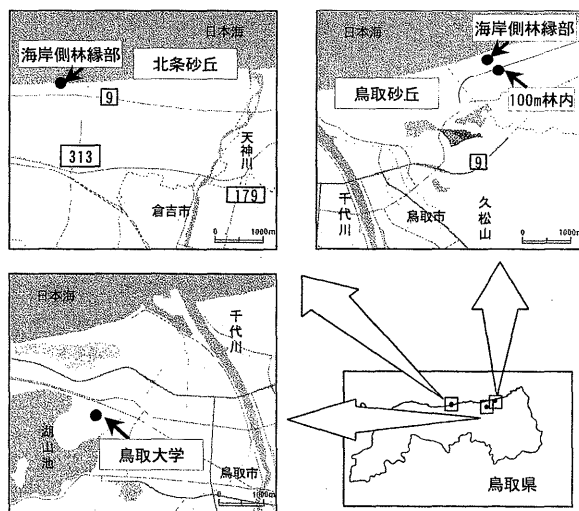 日本海
海岸側林縁部
北条砂丘
9
313
天神川
倉吉市
179
0 1000m
日本海
海岸側林縁部
鳥取砂丘
100m林内
9
千代川
鳥取市
久松山
0 1000m
日本海
千代川
湖山池
鳥取大学
鳥取市
0 1000m
鳥取県